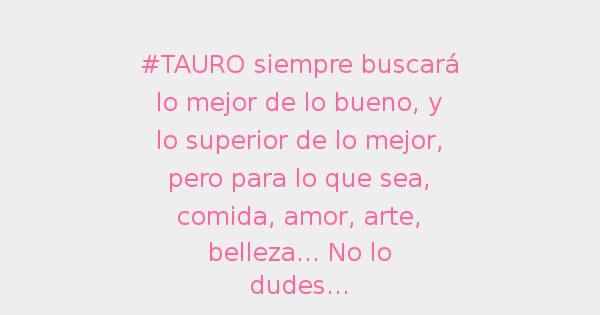 #TAURO siempre buscará
lo mejor de lo bueno, y
lo superior de lo mejor,
pero para lo que sea,
comida, amor, arte,
belleza... No lo
dudes...